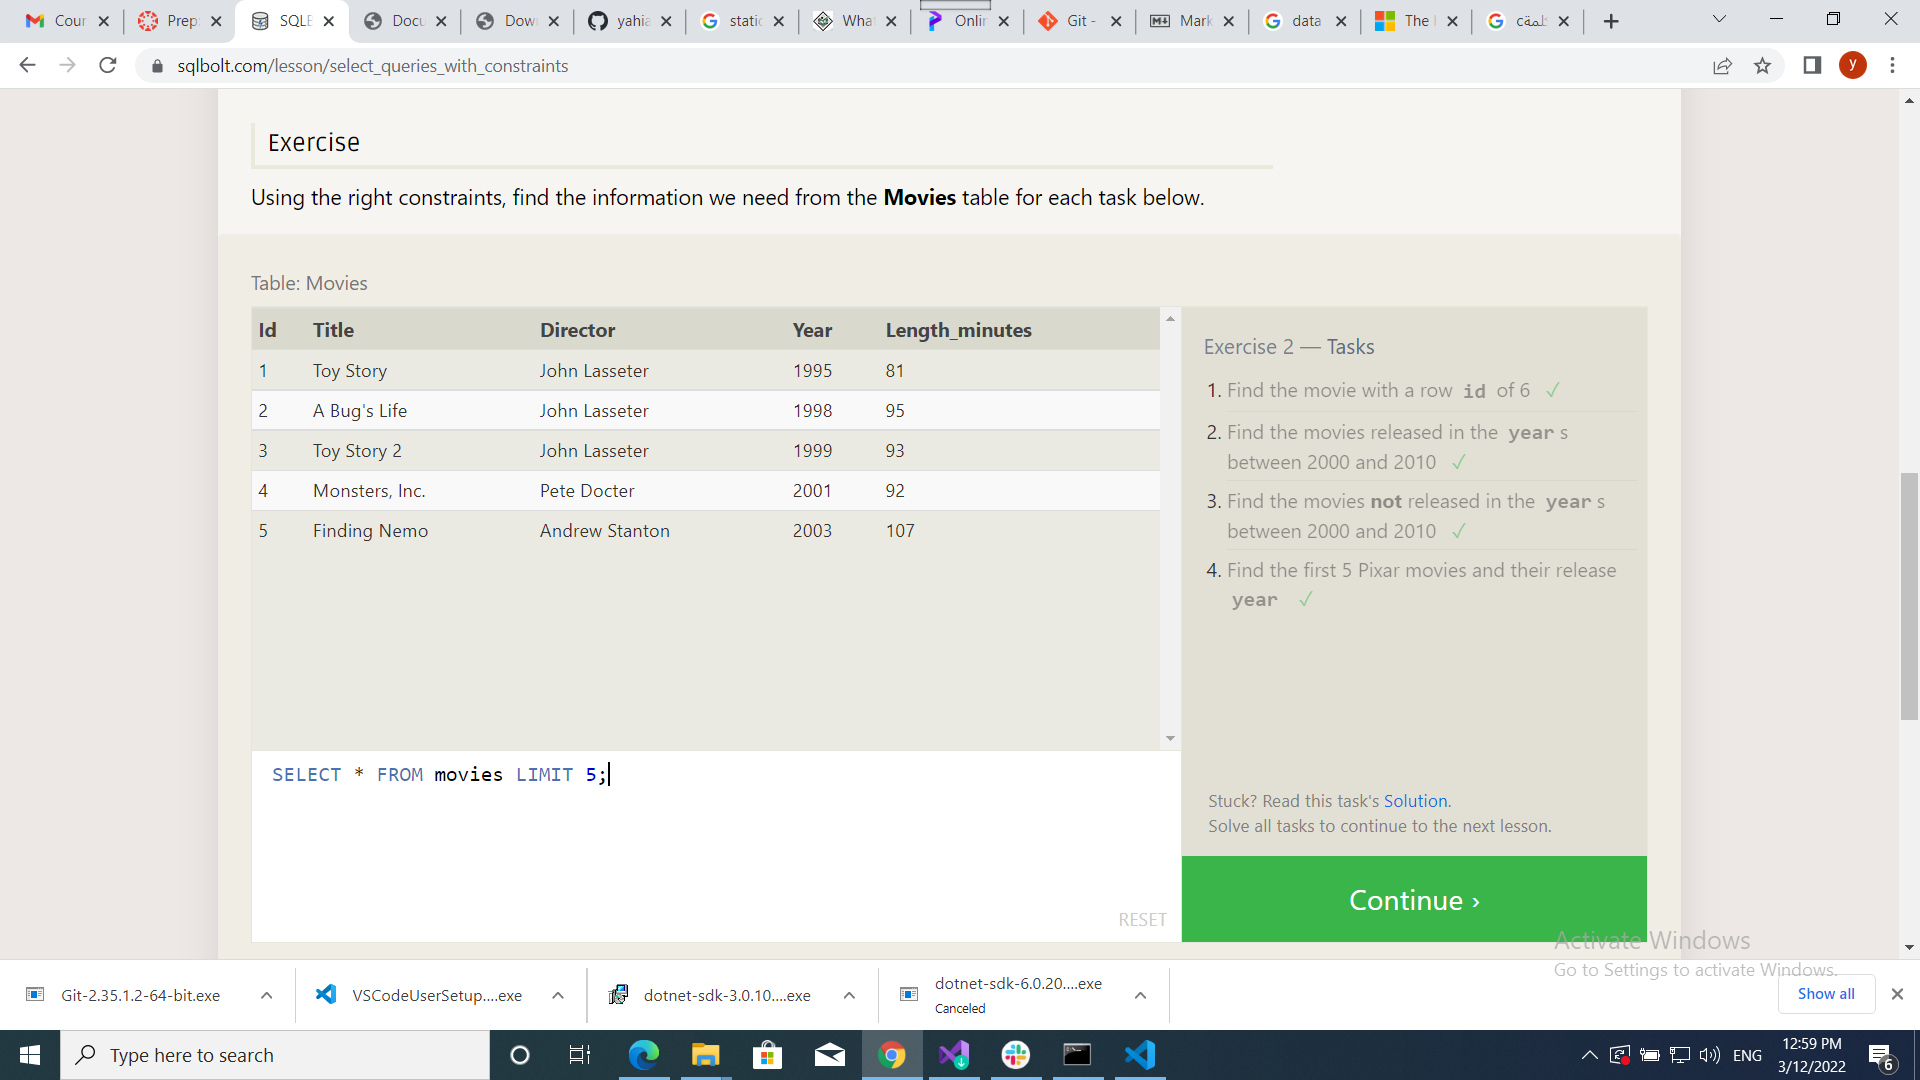 Cour
Prep
SQLB
Docu
Down
yahia
static
What
Onlin
Git -
Mark
data
The
كلمة
sqlbolt.com/lesson/select_queries_with_constraints
y
Exercise
Using the right constraints, find the information we need from the Movies table for each task below.
Table: Movies
Id Title Director Year Length_minutes
1 Toy Story John Lasseter 1995 81
2 A Bug's Life John Lasseter 1998 95
3 Toy Story 2 John Lasseter 1999 93
4 Monsters, Inc. Pete Docter 2001 92
5 Finding Nemo Andrew Stanton 2003 107
SELECT * FROM movies LIMIT 5;
RESET
Exercise 2 — Tasks
1. Find the movie with a row id of 6 ✓
2. Find the movies released in the year s
between 2000 and 2010 ✓
3. Find the movies not released in the year s
between 2000 and 2010 ✓
4. Find the first 5 Pixar movies and their release
year ✓
Stuck? Read this task's Solution.
Solve all tasks to continue to the next lesson.
Continue ›
Activate Windows
Go to Settings to activate Windows.
Git-2.35.1.2-64-bit.exe
VSCodeUserSetup....exe
dotnet-sdk-3.0.10....exe
dotnet-sdk-6.0.20....exe
Canceled
Show all
Type here to search
ENG
12:59 PM
3/12/2022
6